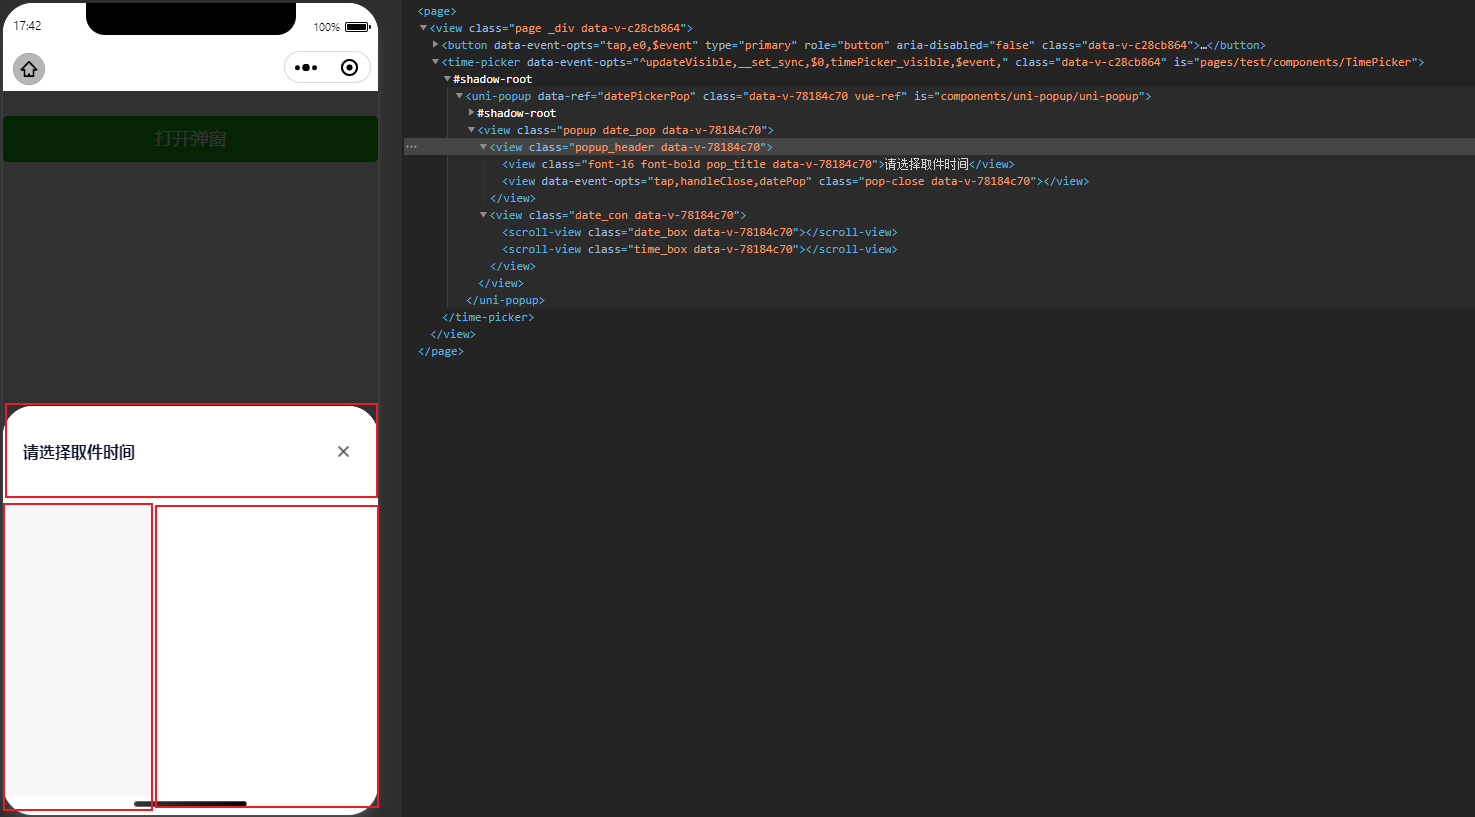 17:42
100%
打开弹窗
请选择取件时间
<page>
<view class="page _div data-v-c28cb864">
<button data-event-opts="tap,e0,$event" type="primary" role="button" aria-disabled="false" class="data-v-c28cb864">…</button>
<time-picker data-event-opts="^updateVisible,__set_sync,$0,timePicker_visible,$event," class="data-v-c28cb864" is="pages/test/components/TimePicker">
#shadow-root
<uni-popup data-ref="datePickerPop" class="data-v-78184c70 vue-ref" is="components/uni-popup/uni-popup">
#shadow-root
<view class="popup date_pop data-v-78184c70">
<view class="popup_header data-v-78184c70">
<view class="font-16 font-bold pop_title data-v-78184c70">请选择取件时间</view>
<view data-event-opts="tap,handleClose,datePop" class="pop-close data-v-78184c70"></view>
</view>
<view class="date_con data-v-78184c70">
<scroll-view class="date_box data-v-78184c70"></scroll-view>
<scroll-view class="time_box data-v-78184c70"></scroll-view>
</view>
</view>
</uni-popup>
</time-picker>
</view>
</page>